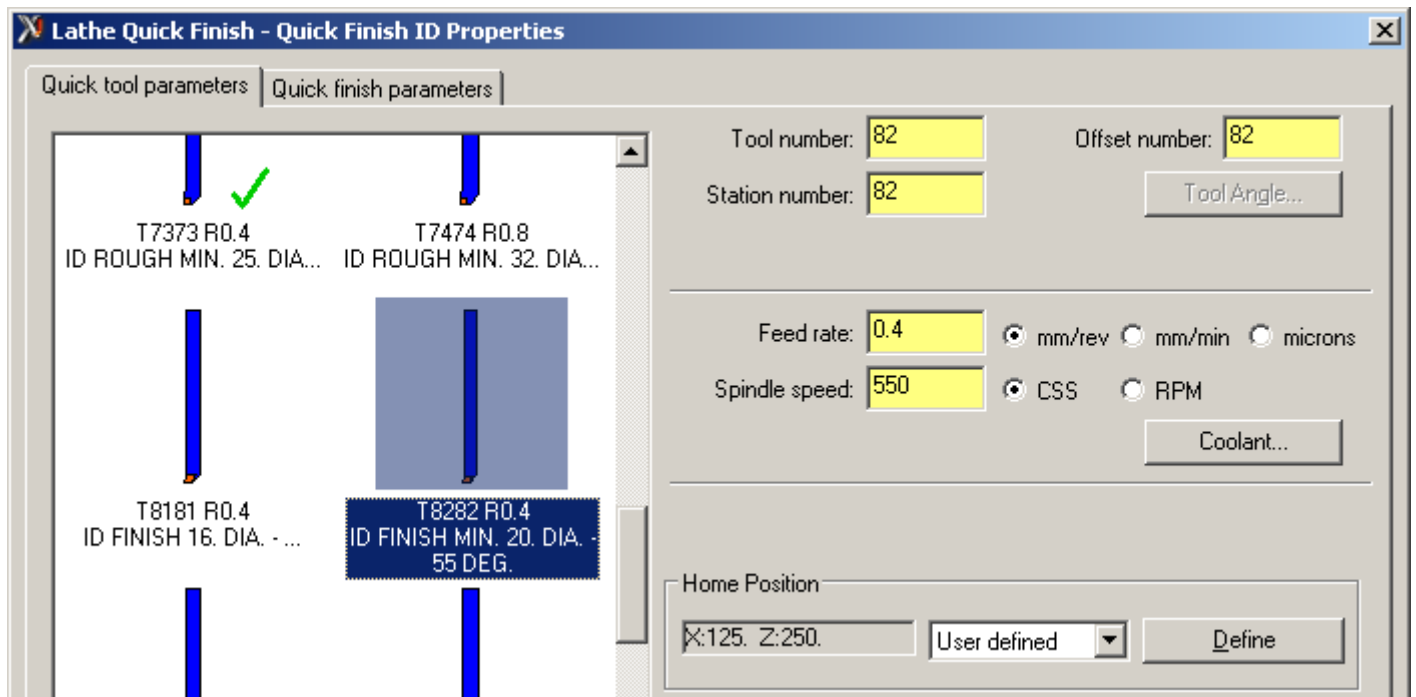 Lathe Quick Finish - Quick Finish ID Properties
Quick tool parameters
Quick finish parameters
T7373 R0.4
ID ROUGH MIN. 25. DIA...
T7474 R0.8
ID ROUGH MIN. 32. DIA...
T8181 R0.4
ID FINISH 16. DIA. - ...
T8282 R0.4
ID FINISH MIN. 20. DIA. -
55 DEG.
Tool number: 82
Offset number: 82
Station number: 82
Tool Angle...
Feed rate: 0.4 mm/rev mm/min microns
Spindle speed: 550 CSS RPM
Coolant...
Home Position
X:125. Z:250. User defined Define